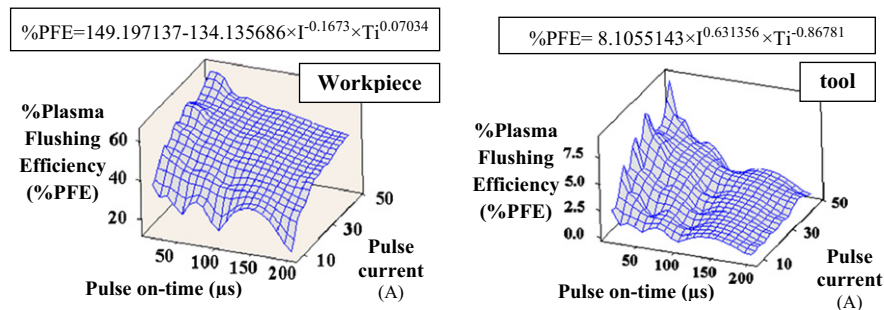 %PFE=149.197137-134.135686×I^-0.1673×Ti^0.07034
Workpiece
%Plasma
Flushing
Efficiency
(%PFE)
60
40
20
50
100
150
200
Pulse on-time (µs)
10
30
50
Pulse
current
(A)
%PFE= 8.1055143×I^0.631356 ×Ti^-0.86781
tool
%Plasma
Flushing
Efficiency
(%PFE)
7.5
5.0
2.5
0.0
50
100
150
200
Pulse on-time (µs)
10
30
50
Pulse
current
(A)